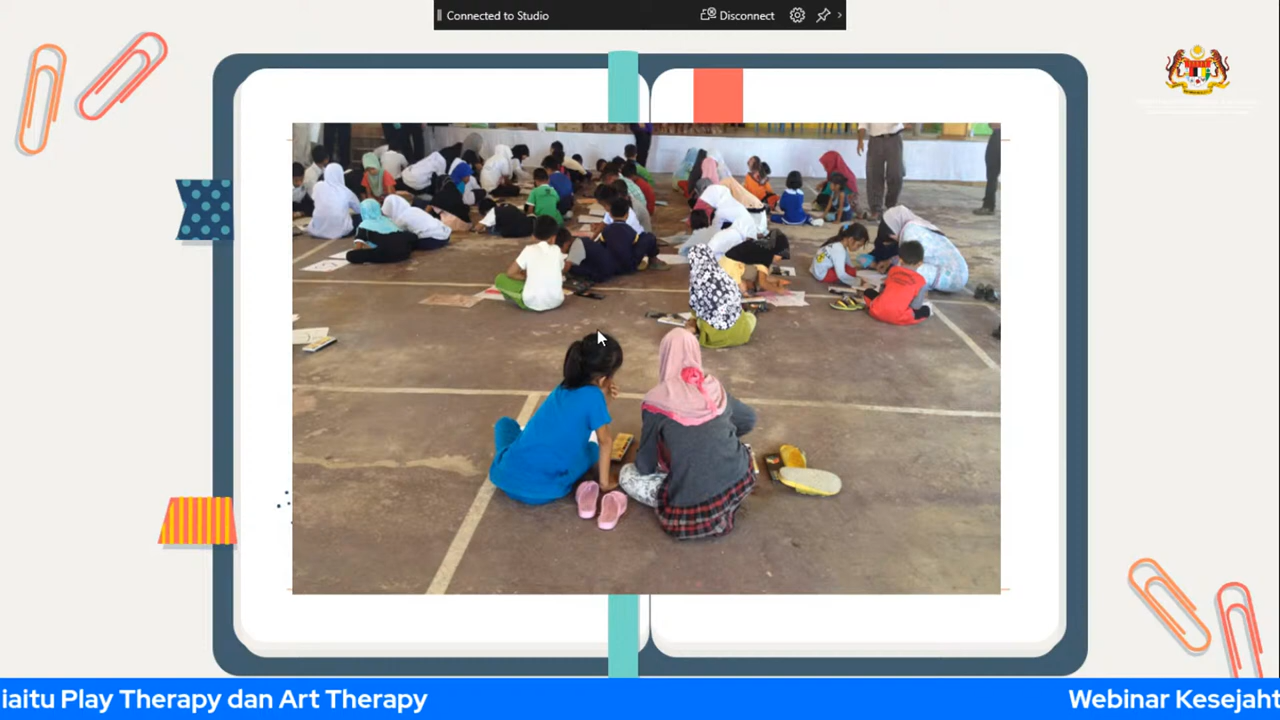 Connected to Studio
Disconnect
iaitu Play Therapy dan Art Therapy
Webinar Kesejaht